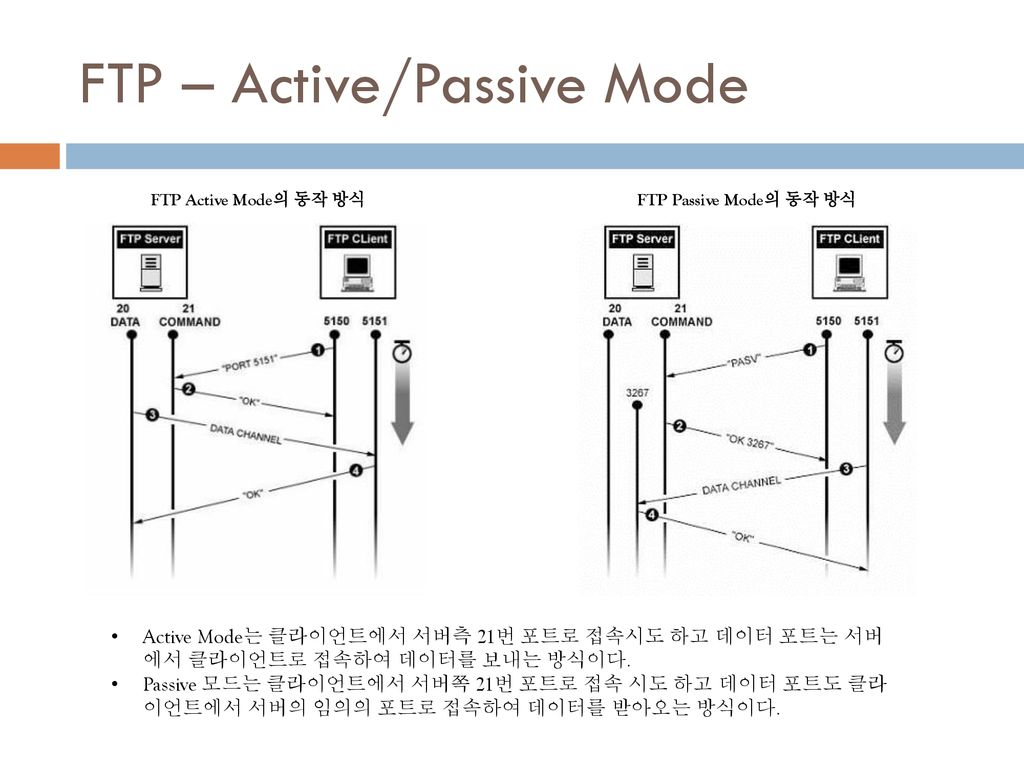 FTP – Active/Passive Mode
FTP Active Mode의 동작 방식
FTP Server
FTP CLient
20
DATA
21
COMMAND
5150
5151
1
"PORT 5151"
2
"OK"
3
DATA CHANNEL
4
"OK"
FTP Passive Mode의 동작 방식
FTP Server
FTP CLient
20
DATA
21
COMMAND
5150
5151
1
"PASV"
3267
2
"OK 3267"
3
DATA CHANNEL
4
"OK"
• Active Mode는 클라이언트에서 서버측 21번 포트로 접속시도 하고 데이터 포트는 서버
에서 클라이언트로 접속하여 데이터를 보내는 방식이다.
• Passive 모드는 클라이언트에서 서버쪽 21번 포트로 접속 시도 하고 데이터 포트도 클라
이언트에서 서버의 임의의 포트로 접속하여 데이터를 받아오는 방식이다.